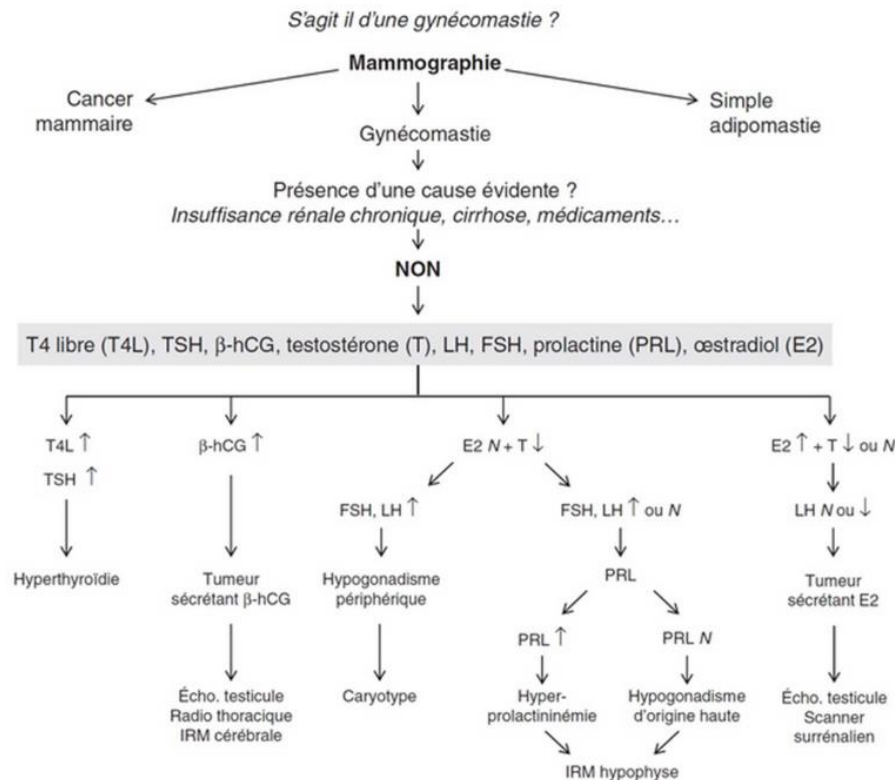 S'agit il d'une gynécomastie ?
Mammographie
Cancer
mammaire
Simple
adipomastie
Gynécomastie
Présence d'une cause évidente ?
Insuffisance rénale chronique, cirrhose, médicaments…
NON
T4 libre (T4L), TSH, β-hCG, testostérone (T), LH, FSH, prolactine (PRL), œstradiol (E2)
T4L ↑
TSH ↑
Hyperthyroïdie
β-hCG ↑
Tumeur
sécrétant β-hCG
Écho. testicule
Radio thoracique
IRM cérébrale
E2 N + T ↓
FSH, LH ↑
Hypogonadisme
périphérique
Caryotype
FSH, LH ↑ ou N
PRL
PRL ↑
Hyper-
prolactininémie
PRL N
Hypogonadisme
d'origine haute
IRM hypophyse
E2 ↑ + T ↓ ou N
LH N ou ↓
Tumeur
sécrétant E2
Écho. testicule
Scanner
surrénalien